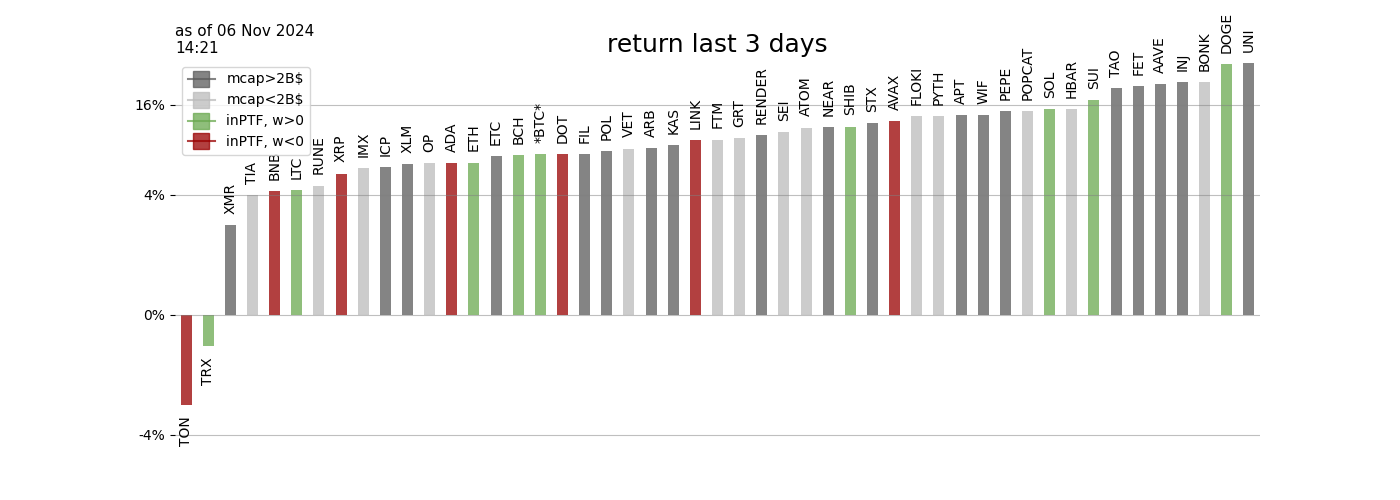 as of 06 Nov 2024
14:21
return last 3 days
mcap>2B$
mcap<2B$
inPTF, w>0
inPTF, w<0
16%
4%
0%
-4%
TON
TRX
XMR
TIA
BNB
LTC
RUNE
XRP
IMX
ICP
XLM
OP
ADA
ETH
ETC
BCH
*BTC*
DOT
FIL
POL
VET
ARB
KAS
LINK
FTM
GRT
RENDER
SEI
ATOM
NEAR
SHIB
STX
AVAX
FLOKI
PYTH
APT
WIF
PEPE
POPCAT
SOL
HBAR
SUI
TAO
FET
AAVE
INJ
BONK
DOGE
UNI